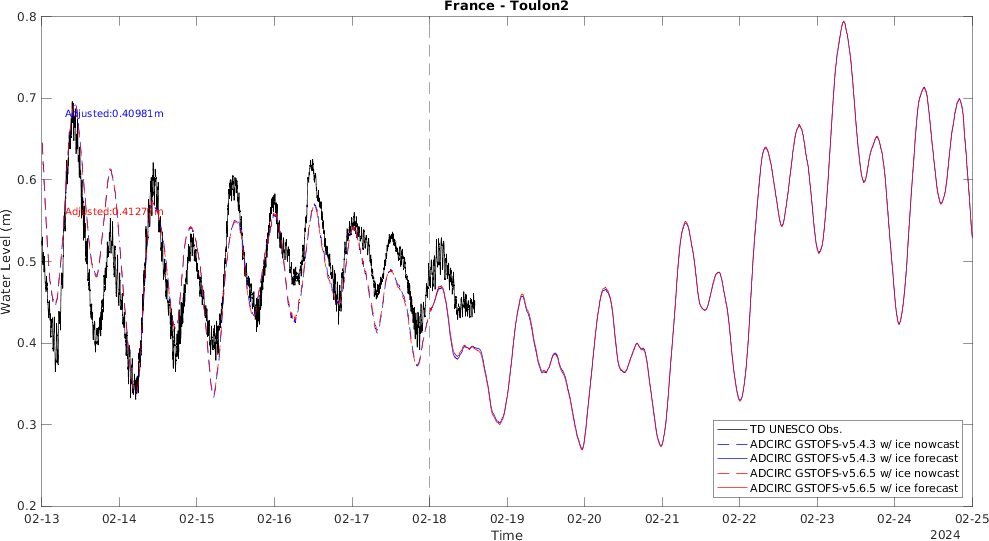 France - Toulon2
0.8
0.7
0.6
0.5
0.4
0.3
0.2
Water Level (m)
Adjusted:0.40981m
02-13
02-14
02-15
02-16
02-17
02-18
02-19
02-20
02-21
02-22
02-23
02-24
02-25
Time
2024
TD UNESCO Obs.
ADCIRC GSTOFS-v5.4.3 w/ ice nowcast
ADCIRC GSTOFS-v5.4.3 w/ ice forecast
ADCIRC GSTOFS-v5.6.5 w/ ice nowcast
ADCIRC GSTOFS-v5.6.5 w/ ice forecast